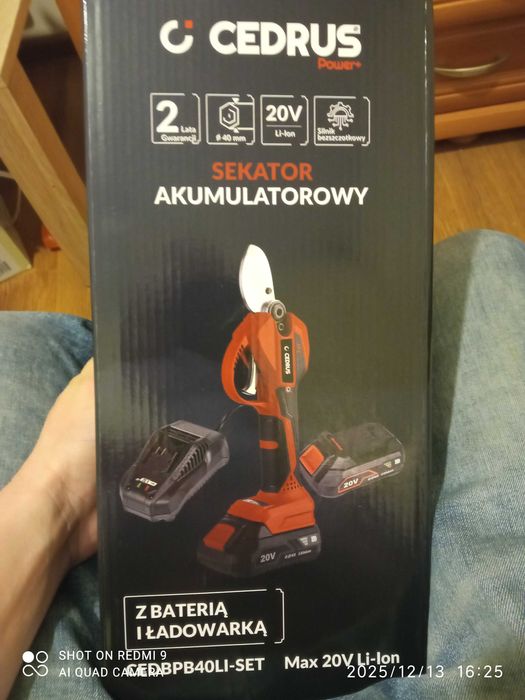 CEDRUS
Power+
2 Lata
Gwarancji
ø 40 mm
20V
Li-Ion
Silnik
bezszczotkowy
SEKATOR
AKUMULATOROWY
CEDRUS
20V
20V
Z BATERIĄ
I ŁADOWARKĄ
CEDBPB40LI-SET Max 20V Li-Ion
SHOT ON REDMI 9
AI QUAD CAMERA
2025/12/13 16:25